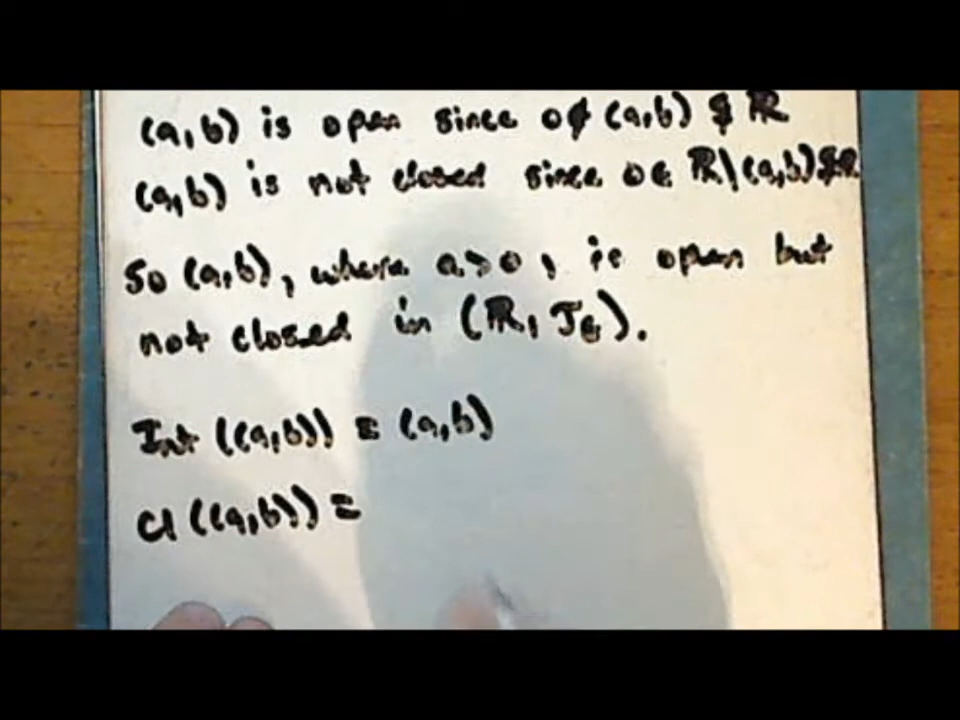 (a,b) is open since 0∉(a,b)⊊ℝ
(a,b) is not closed since 0∈ ℝ\(a,b)⊊ℝ
So (a,b), where a>0, is open but
not closed in (ℝ, T∈).
Int ((a,b)) = (a,b)
cl ((a,b)) =